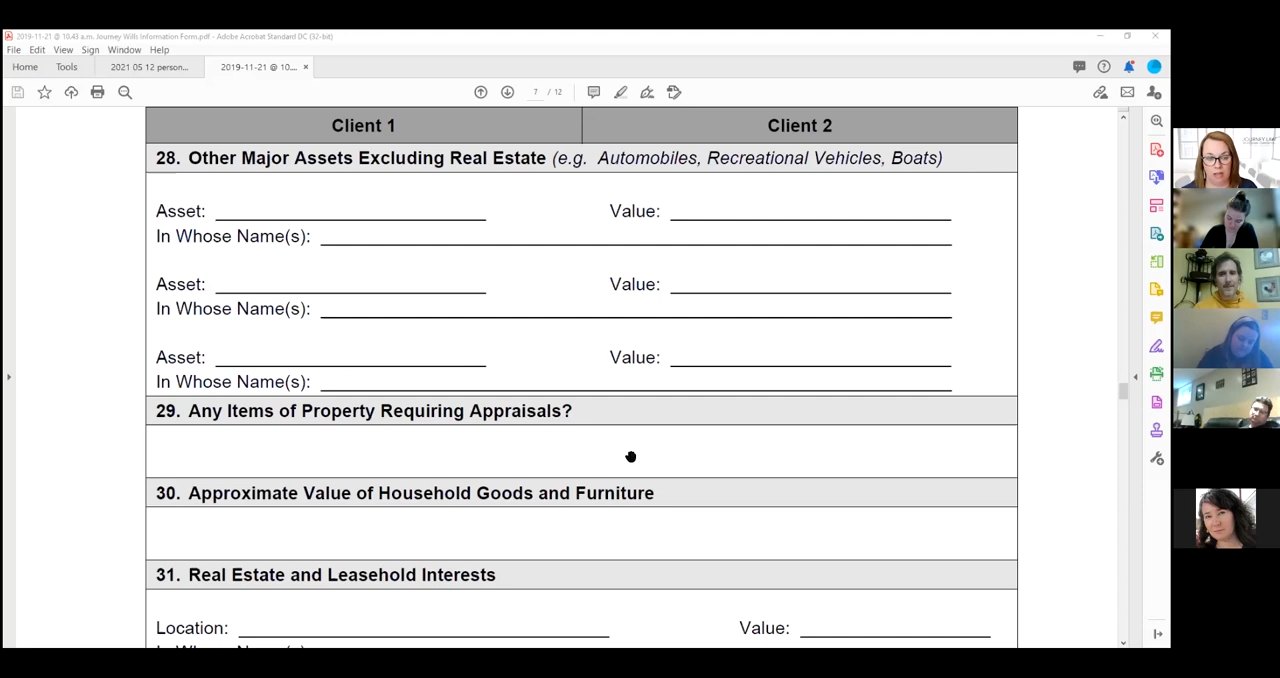 2019-11-21 @ 10.43 a.m. Journey Wills Information Form.pdf - Adobe Acrobat Standard DC (32-bit)
File Edit View Sign Window Help
Home Tools 2021 05 12 person... 2019-11-21 @ 10.... ×
7 / 12
Client 1 Client 2
28. Other Major Assets Excluding Real Estate (e.g. Automobiles, Recreational Vehicles, Boats)
Asset: Value:
In Whose Name(s):
Asset: Value:
In Whose Name(s):
Asset: Value:
In Whose Name(s):
29. Any Items of Property Requiring Appraisals?
30. Approximate Value of Household Goods and Furniture
31. Real Estate and Leasehold Interests
Location: Value:
In Whose Name(s):